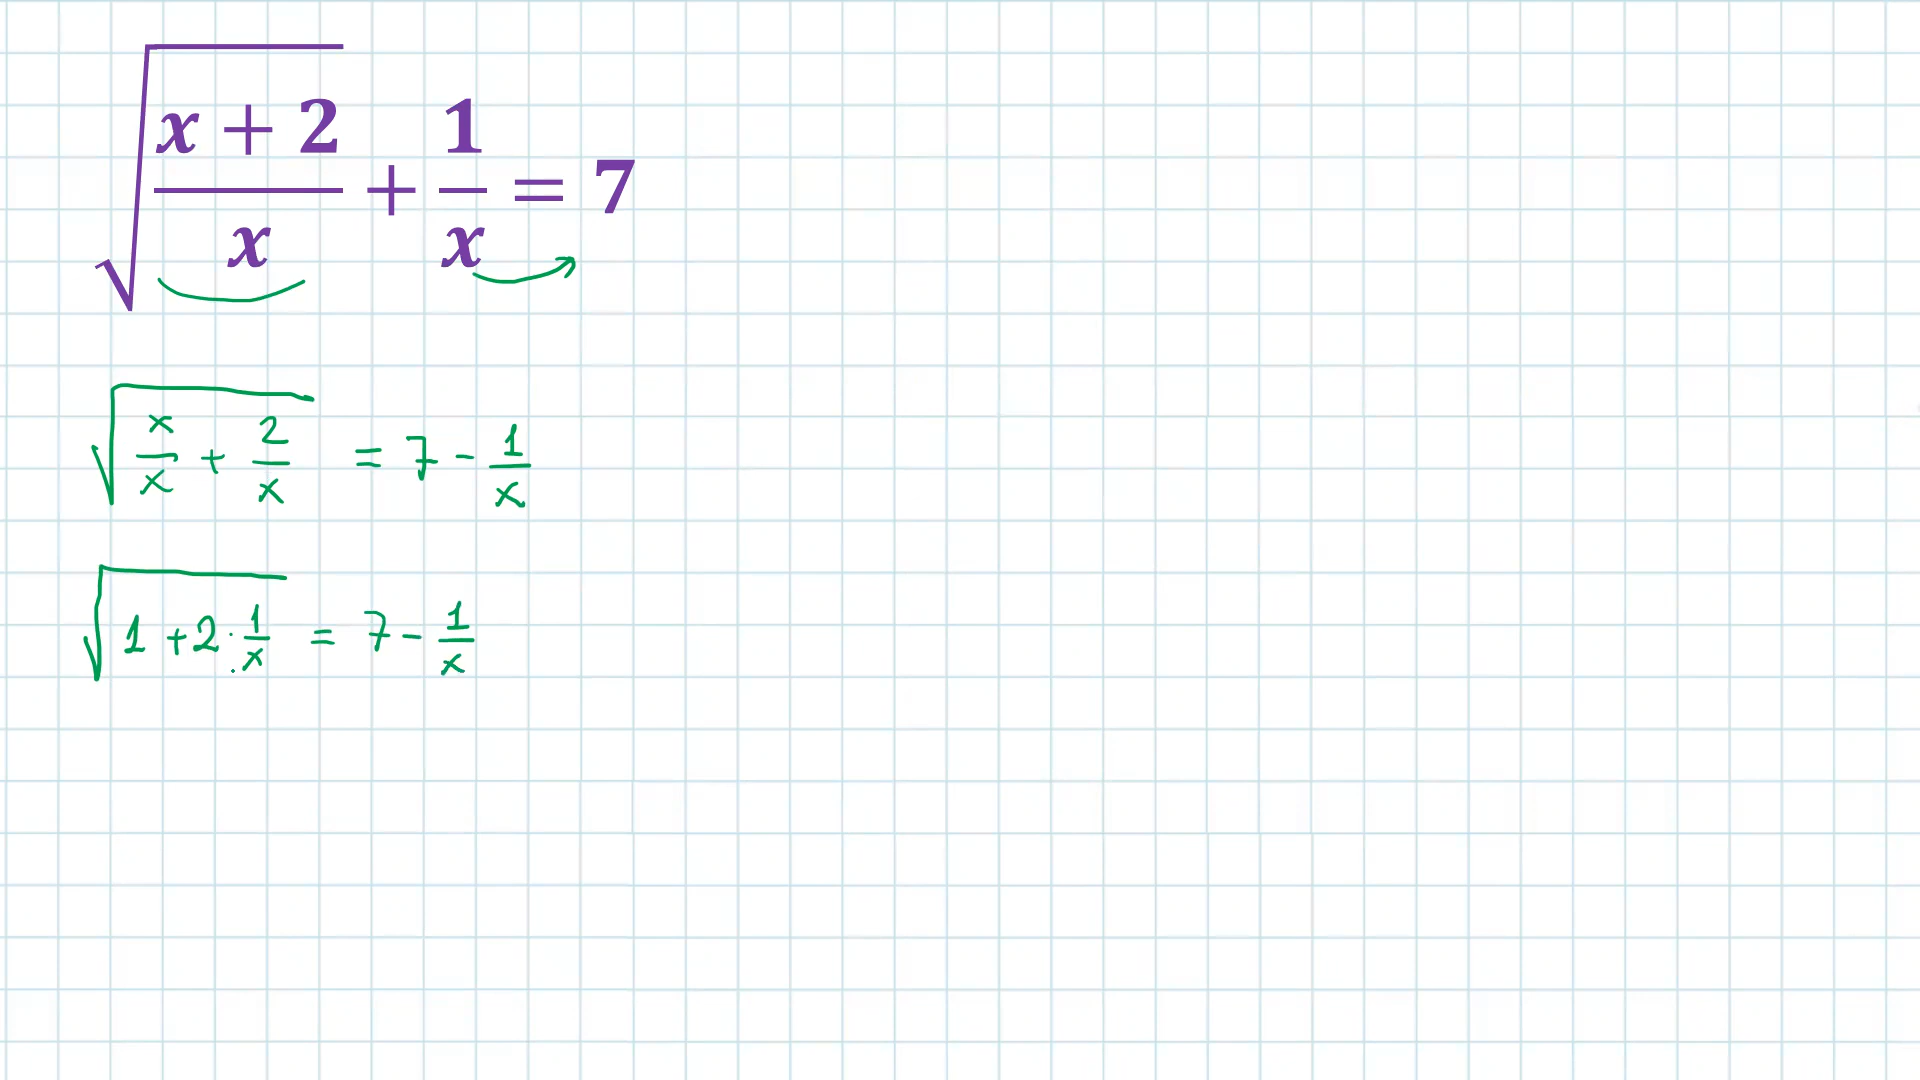 √((x + 2)/x) + 1/x = 7
√(x/x + 2/x) = 7 - 1/x
√(1 + 2 · 1/x) = 7 - 1/x